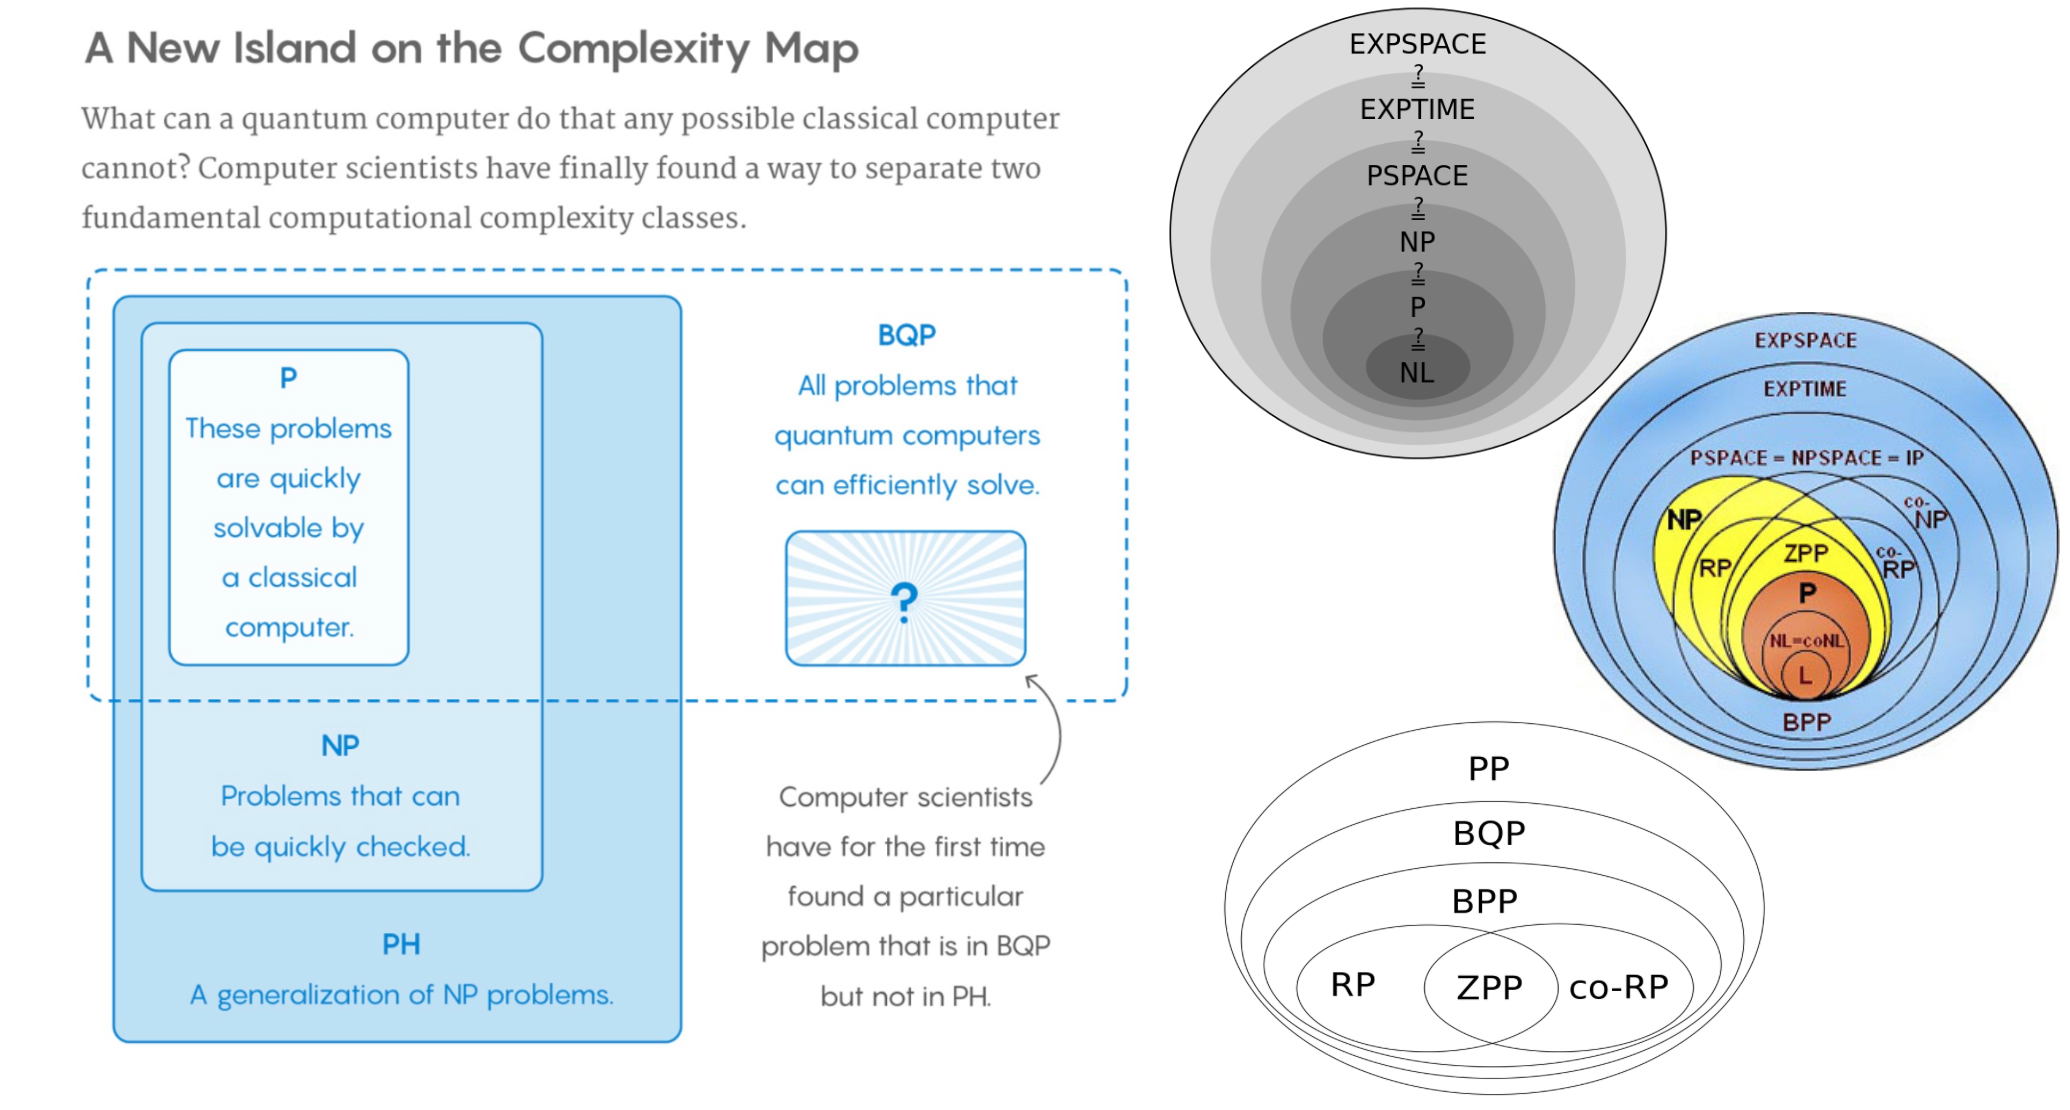 A New Island on the Complexity Map
What can a quantum computer do that any possible classical computer
cannot? Computer scientists have finally found a way to separate two
fundamental computational complexity classes.
P
These problems
are quickly
solvable by
a classical
computer.
NP
Problems that can
be quickly checked.
PH
A generalization of NP problems.
BQP
All problems that
quantum computers
can efficiently solve.
?
Computer scientists
have for the first time
found a particular
problem that is in BQP
but not in PH.
EXPSPACE
?
=
EXPTIME
?
=
PSPACE
?
=
NP
?
=
P
?
=
NL
EXPSPACE
EXPTIME
PSPACE = NPSPACE = IP
NP
co-
NP
RP
ZPP
co-
RP
P
NL=coNL
L
BPP
PP
BQP
BPP
RP
ZPP
co-RP